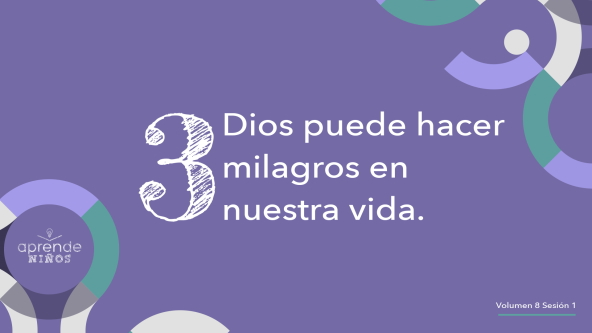 3
Dios puede hacer
milagros en
nuestra vida.
aprende
NIÑOS
Volumen 8 Sesión 1